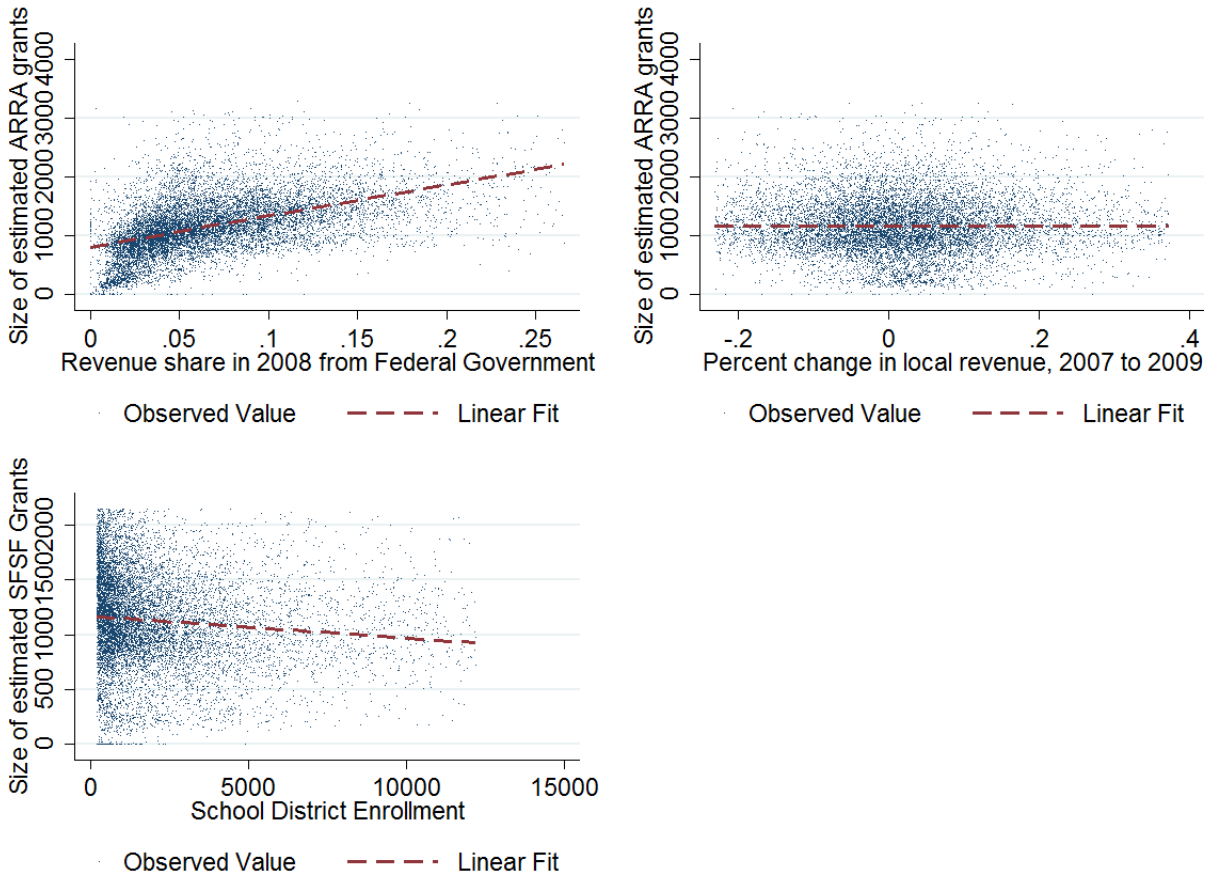 Size of estimated ARRA grants
4000
3000
2000
1000
0
0 .05 .1 .15 .2 .25
Revenue share in 2008 from Federal Government
Observed Value Linear Fit
Size of estimated ARRA grants
4000
3000
2000
1000
0
-.2 0 .2 .4
Percent change in local revenue, 2007 to 2009
Observed Value Linear Fit
Size of estimated SFSF Grants
2000
1500
1000
500
0
0 5000 10000 15000
School District Enrollment
Observed Value Linear Fit